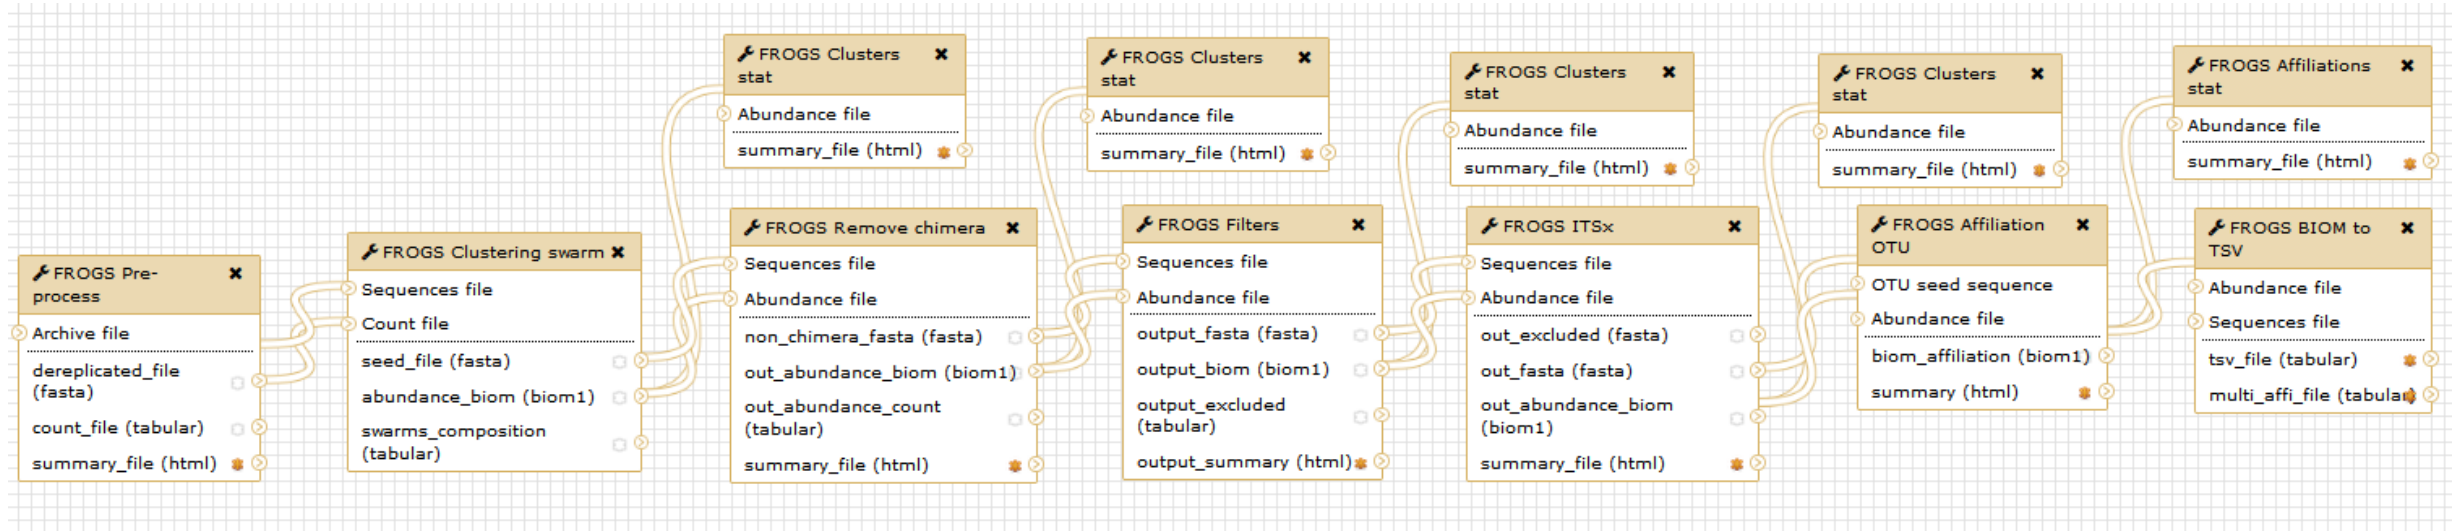 FROGS Pre-
process
Archive file
dereplicated_file
(fasta)
count_file (tabular)
summary_file (html)
FROGS Clustering swarm
Sequences file
Count file
seed_file (fasta)
abundance_biom (biom1)
swarms_composition
(tabular)
FROGS Clusters
stat
Abundance file
summary_file (html)
FROGS Remove chimera
Sequences file
Abundance file
non_chimera_fasta (fasta)
out_abundance_biom (biom1)
out_abundance_count
(tabular)
summary_file (html)
FROGS Clusters
stat
Abundance file
summary_file (html)
FROGS Filters
Sequences file
Abundance file
output_fasta (fasta)
output_biom (biom1)
output_excluded
(tabular)
output_summary (html)
FROGS Clusters
stat
Abundance file
summary_file (html)
FROGS ITSx
Sequences file
Abundance file
out_excluded (fasta)
out_fasta (fasta)
out_abundance_biom
(biom1)
summary_file (html)
FROGS Clusters
stat
Abundance file
summary_file (html)
FROGS Affiliation
OTU
OTU seed sequence
Abundance file
biom_affiliation (biom1)
summary (html)
FROGS Affiliations
stat
Abundance file
summary_file (html)
FROGS BIOM to
TSV
Abundance file
Sequences file
tsv_file (tabular)
multi_affi_file (tabular)